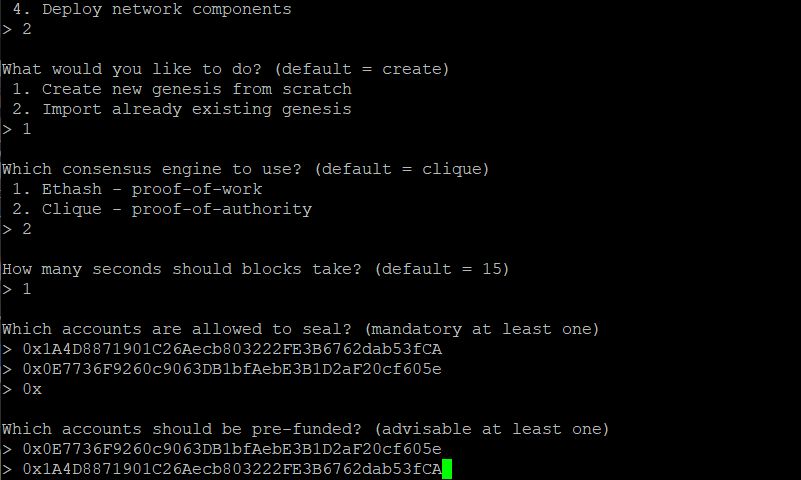 4. Deploy network components
> 2
What would you like to do? (default = create)
1. Create new genesis from scratch
2. Import already existing genesis
> 1
Which consensus engine to use? (default = clique)
1. Ethash - proof-of-work
2. Clique - proof-of-authority
> 2
How many seconds should blocks take? (default = 15)
> 1
Which accounts are allowed to seal? (mandatory at least one)
> 0x1A4D8871901C26Aecb803222FE3B6762dab53fCA
> 0x0E7736F9260c9063DB1bfAebE3B1D2aF20cf605e
> 0x
Which accounts should be pre-funded? (advisable at least one)
> 0x0E7736F9260c9063DB1bfAebE3B1D2aF20cf605e
> 0x1A4D8871901C26Aecb803222FE3B6762dab53fCA